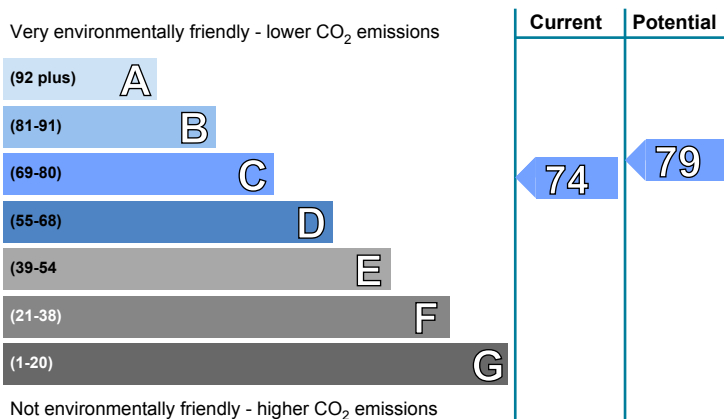 Current Potential
Very environmentally friendly - lower CO2 emissions
(92 plus) A
(81-91) B
(69-80) C
74 79
(55-68) D
(39-54 E
(21-38) F
(1-20) G
Not environmentally friendly - higher CO2 emissions